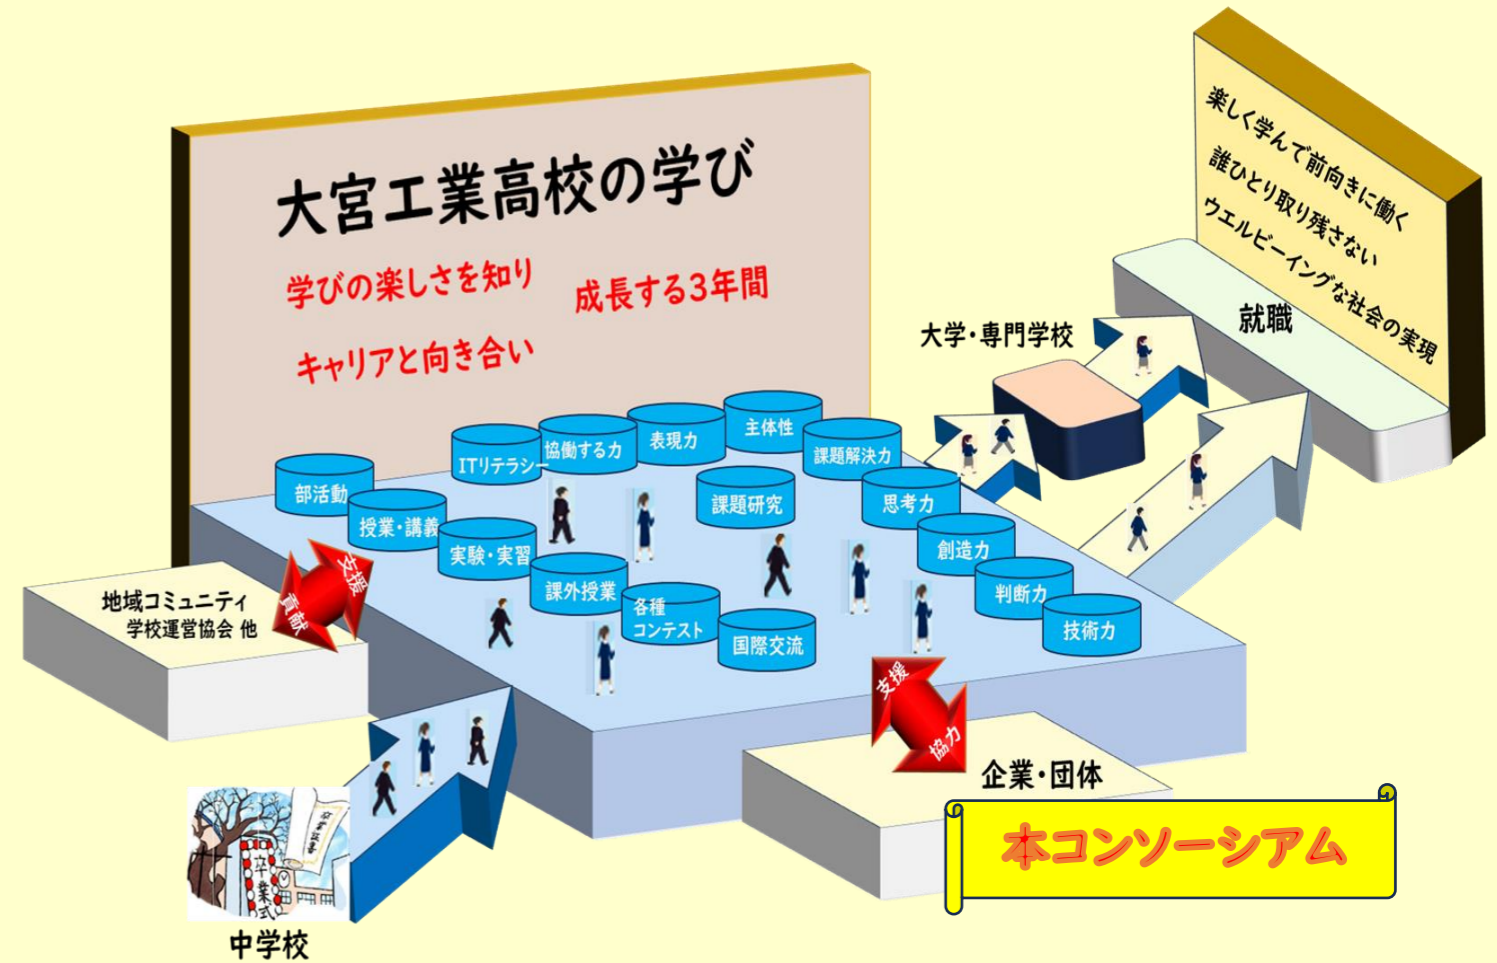 大宮工業高校の学び
学びの楽しさを知り
成長する3年間
キャリアと向き合い
楽しく学んで前向きに働く
誰ひとり取り残さない
ウエルビーイングな社会の実現
就職
大学・専門学校
主体性
表現力
協働する力
ITリテラシー
課題解決力
部活動
課題研究
思考力
授業・講義
実験・実習
創造力
課外授業
判断力
各種
コンテスト
国際交流
技術力
支援
貢献
地域コミュニティ
学校運営協会 他
支援
協力
企業・団体
本コンソーシアム
卒業証書
卒業式
中学校